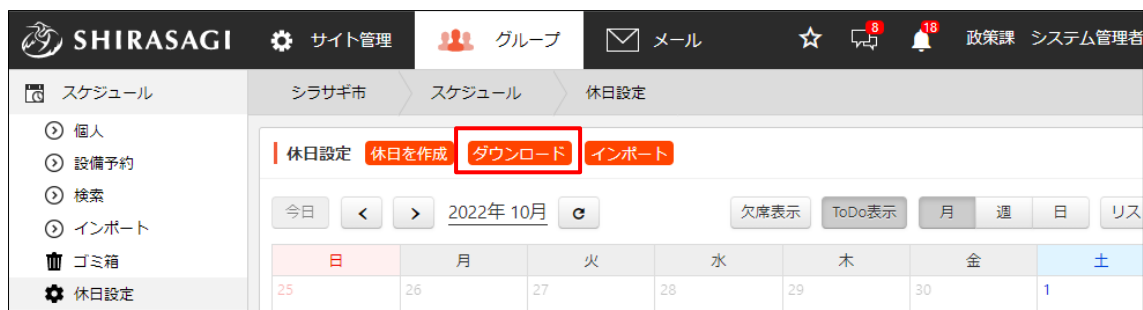 SHIRASAGI サイト管理 グループ メール 8 18 政策課 システム管理者
スケジュール シラサギ市 スケジュール 休日設定
個人
設備予約
検索
インポート
ゴミ箱
休日設定
休日設定 休日を作成 ダウンロード インポート
今日 < > 2022年 10月 欠席表示 ToDo表示 月 週 日 リス
日 月 火 水 木 金 土
25 26 27 28 29 30 1